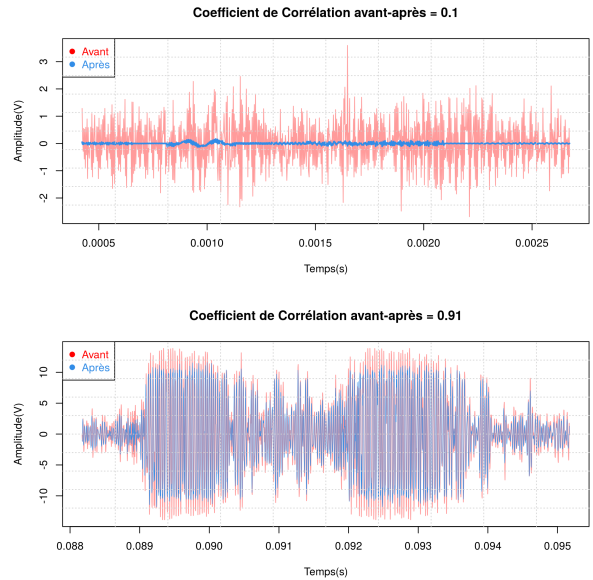 Coefficient de Corrélation avant-après = 0.1
Avant
Après
3
2
1
0
-1
-2
Amplitude(V)
0.0005 0.0010 0.0015 0.0020 0.0025
Temps(s)
Coefficient de Corrélation avant-après = 0.91
Avant
Après
10
5
0
-5
-10
Amplitude(V)
0.088 0.089 0.090 0.091 0.092 0.093 0.094 0.095
Temps(s)